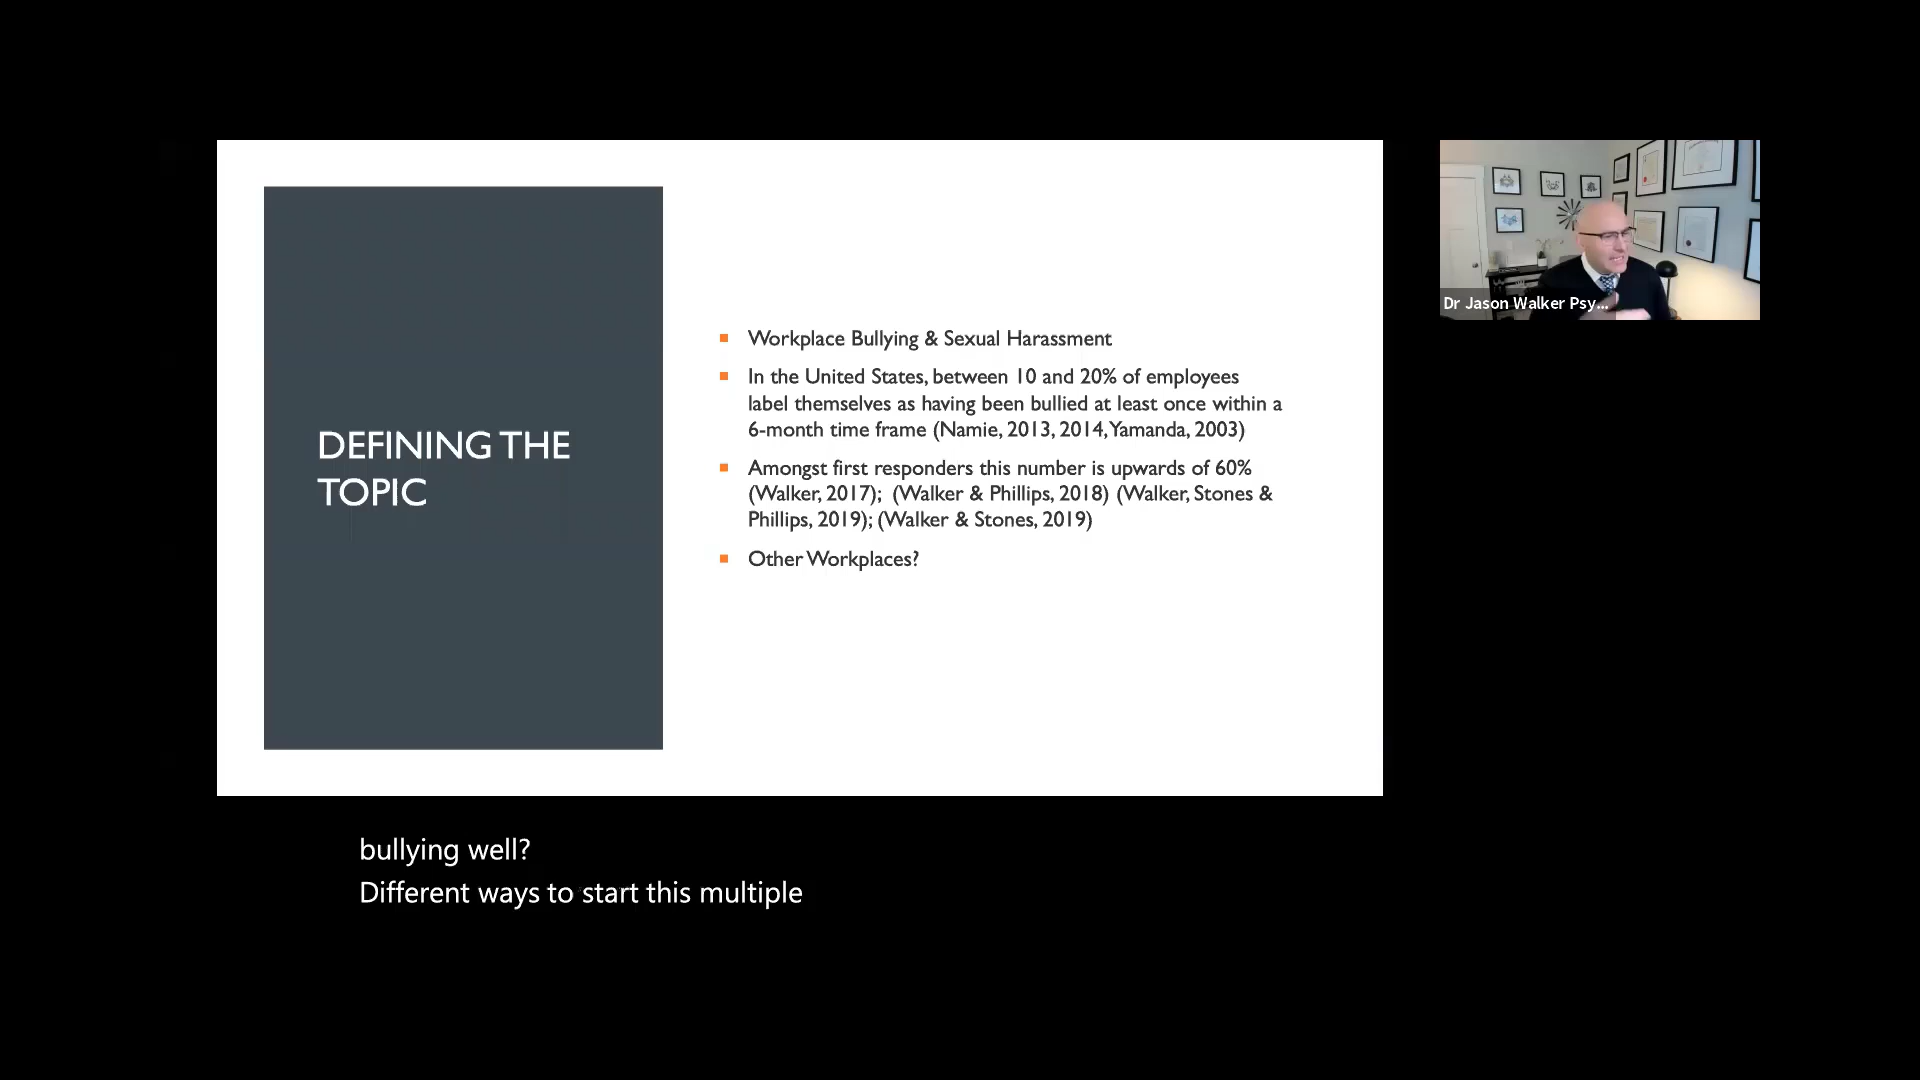 DEFINING THE
TOPIC
Workplace Bullying & Sexual Harassment
In the United States, between 10 and 20% of employees
label themselves as having been bullied at least once within a
6-month time frame (Namie, 2013, 2014, Yamanda, 2003)
Amongst first responders this number is upwards of 60%
(Walker, 2017);  (Walker & Phillips, 2018) (Walker, Stones &
Phillips, 2019); (Walker & Stones, 2019)
Other Workplaces?
Dr Jason Walker Psy...
bullying well?
Different ways to start this multiple